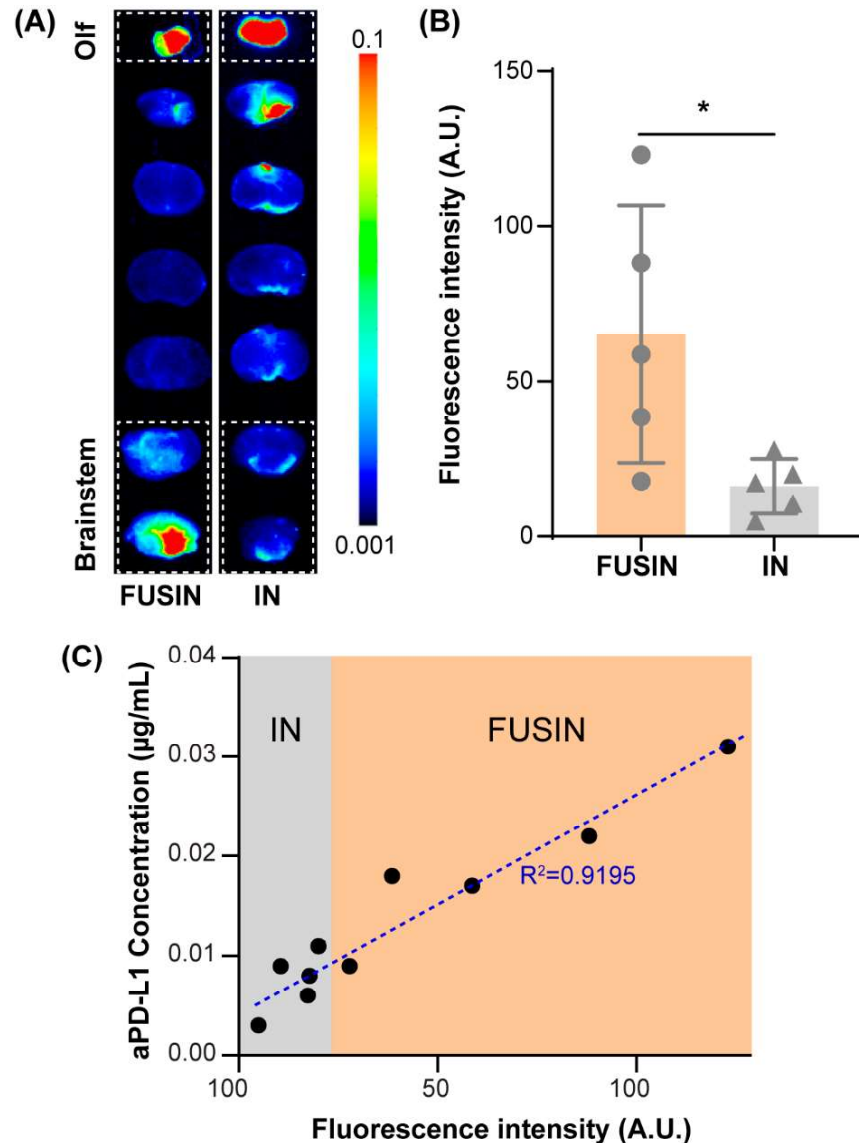 (A)
Olf
Brainstem
0.1
0.001
FUSIN
IN
(B)
Fluorescence intensity (A.U.)
150
100
50
0
*
FUSIN
IN
(C)
aPD-L1 Concentration (μg/mL)
0.04
0.03
0.02
0.01
0.00
IN
FUSIN
R²=0.9195
100
50
100
Fluorescence intensity (A.U.)